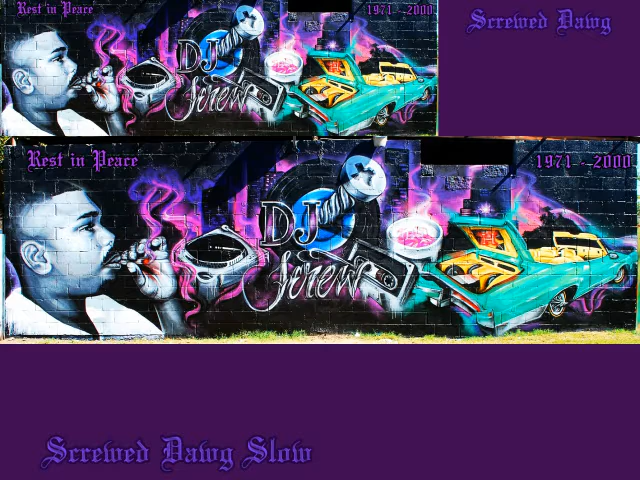 Rest in Peace
1971 - 2000
Screwed Dawg
DJ
Screw
Rest in Peace
1971 - 2000
DJ
Screw
Screwed Dawg Slow